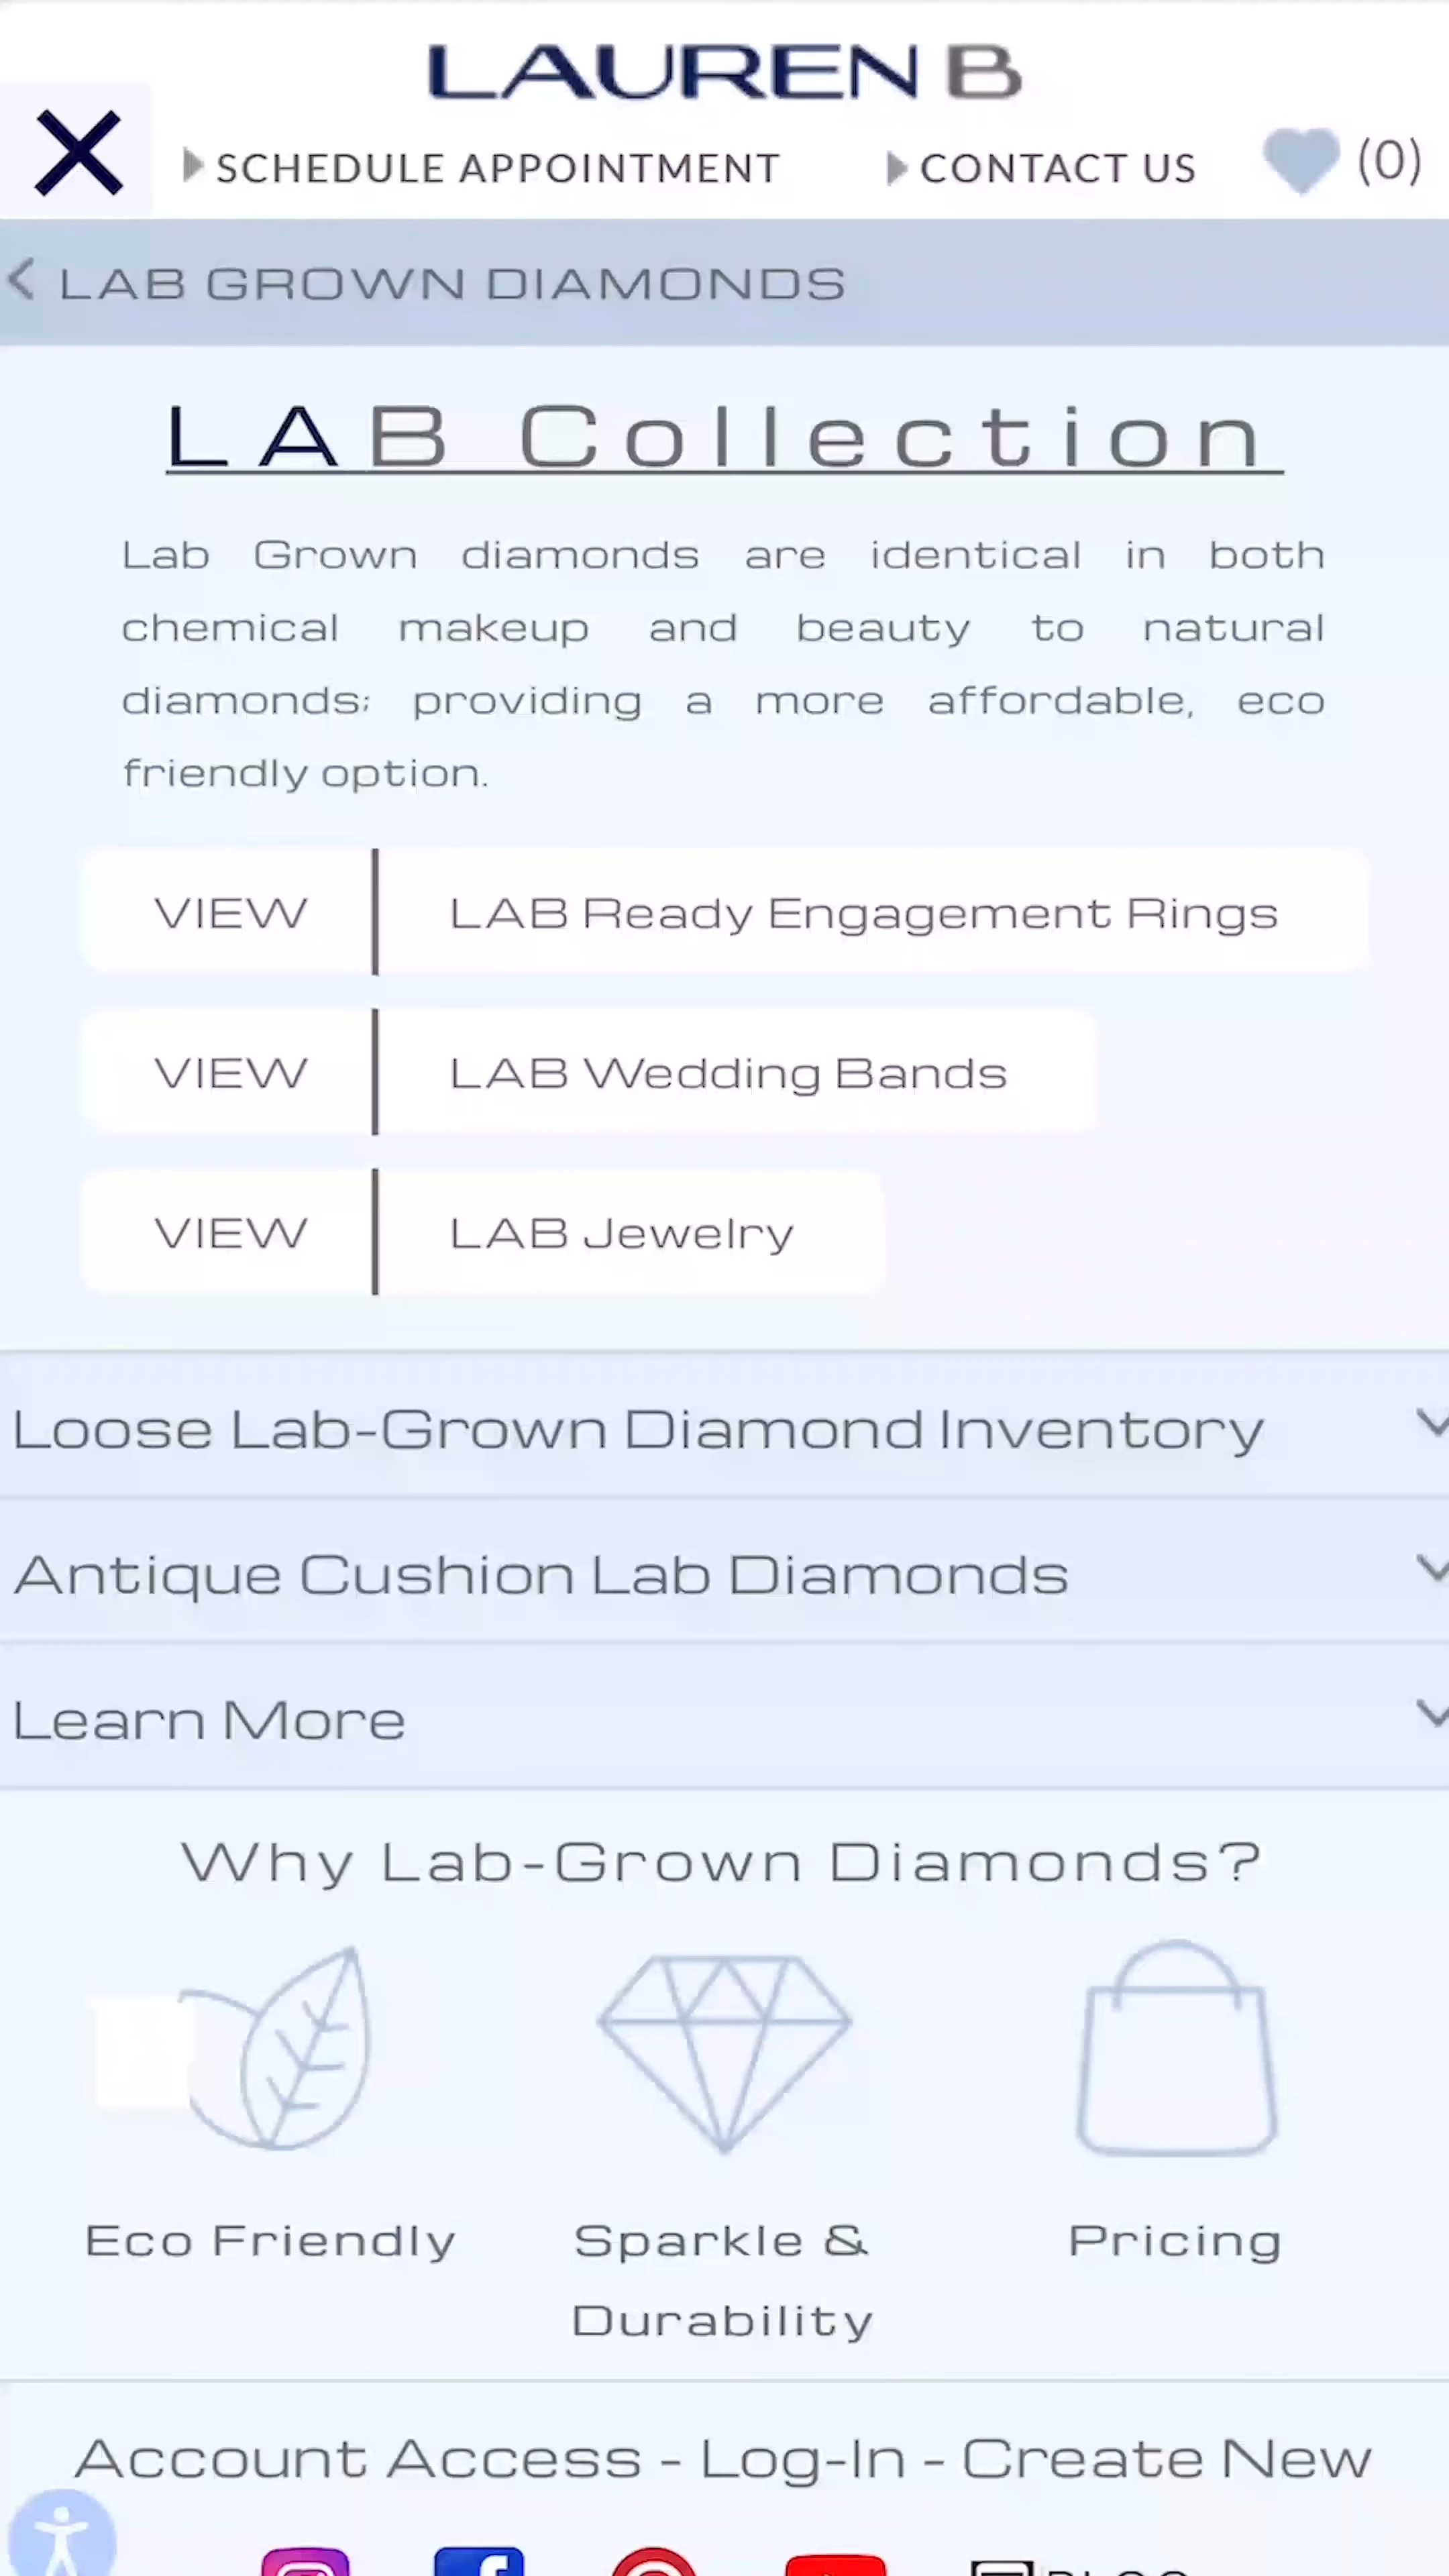 LAUREN B
SCHEDULE APPOINTMENT
CONTACT US
(0)
LAB GROWN DIAMONDS
LAB Collection
Lab Grown diamonds are identical in both
chemical makeup and beauty to natural
diamonds; providing a more affordable, eco
friendly option.
VIEW LAB Ready Engagement Rings
VIEW LAB Wedding Bands
VIEW LAB Jewelry
Loose Lab-Grown Diamond Inventory
Antique Cushion Lab Diamonds
Learn More
Why Lab-Grown Diamonds?
Eco Friendly
Sparkle &
Durability
Pricing
Account Access - Log-In - Create New